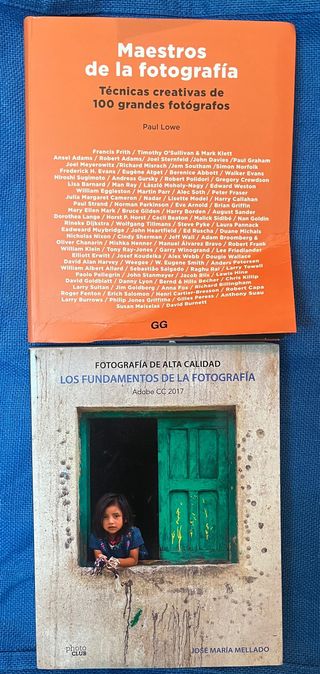 Maestros
de la fotografía
Técnicas creativas de
100 grandes fotógrafos
Paul Lowe
Francis Frith / Timothy O'Sullivan & Mark Klett
Ansel Adams / Robert Adams / Joel Sternfeld / John Davies / Paul Graham
Joel Meyerowitz / Richard Misrach / Jem Southam / Simon Norfolk
Frederick H. Evans / Eugène Atget / Berenice Abbott / Walker Evans
Hiroshi Sugimoto / Andreas Gursky / Robert Polidori / Gregory Crewdson
Lisa Barnard / Man Ray / László Moholy-Nagy / Edward Weston
William Eggleston / Martin Parr / Alec Soth / Peter Fraser
Julia Margaret Cameron / Nadar / Lisette Model / Harry Callahan
Paul Strand / Norman Parkinson / Eve Arnold / Brian Griffin
Mary Ellen Mark / Bruce Gilden / Harry Borden / August Sander
Dorothea Lange / Horst P. Horst / Cecil Beaton / Malick Sidibé / Nan Goldin
Rineke Dijkstra / Wolfgang Tillmans / Steve Pyke / Laura Pannack
Eadweard Muybridge / John Heartfield / Ed Ruscha / Duane Michals
Nicholas Nixon / Cindy Sherman / Jeff Wall / Adam Broomberg &
Oliver Chanarin / Mishka Henner / Manuel Álvarez Bravo / Robert Frank
William Klein / Tony Ray-Jones / Garry Winogrand / Lee Friedlander
Elliott Erwitt / Josef Koudelka / Alex Webb / Dougie Wallace
David Alan Harvey / Weegee / W. Eugene Smith / Anders Petersen
William Albert Allard / Sebastião Salgado / Raghu Rai / Larry Towell
Paolo Pellegrin / John Stanmeyer / Jacob Riis / Lewis Hine
David Goldblatt / Danny Lyon / Bernd & Hilla Becher / Chris Killip
Larry Sultan / Jim Goldberg / Anna Fox / Richard Billingham
Roger Fenton / Erich Salomon / Henri Cartier-Bresson / Robert Capa
Larry Burrows / Philip Jones Griffiths / Gilles Peress / Anthony Suau
Susan Meiselas / David Burnett
GG
FOTOGRAFÍA DE ALTA CALIDAD
LOS FUNDAMENTOS DE LA FOTOGRAFÍA
Adobe CC 2017
photo
CLUB
JOSÉ MARÍA MELLADO